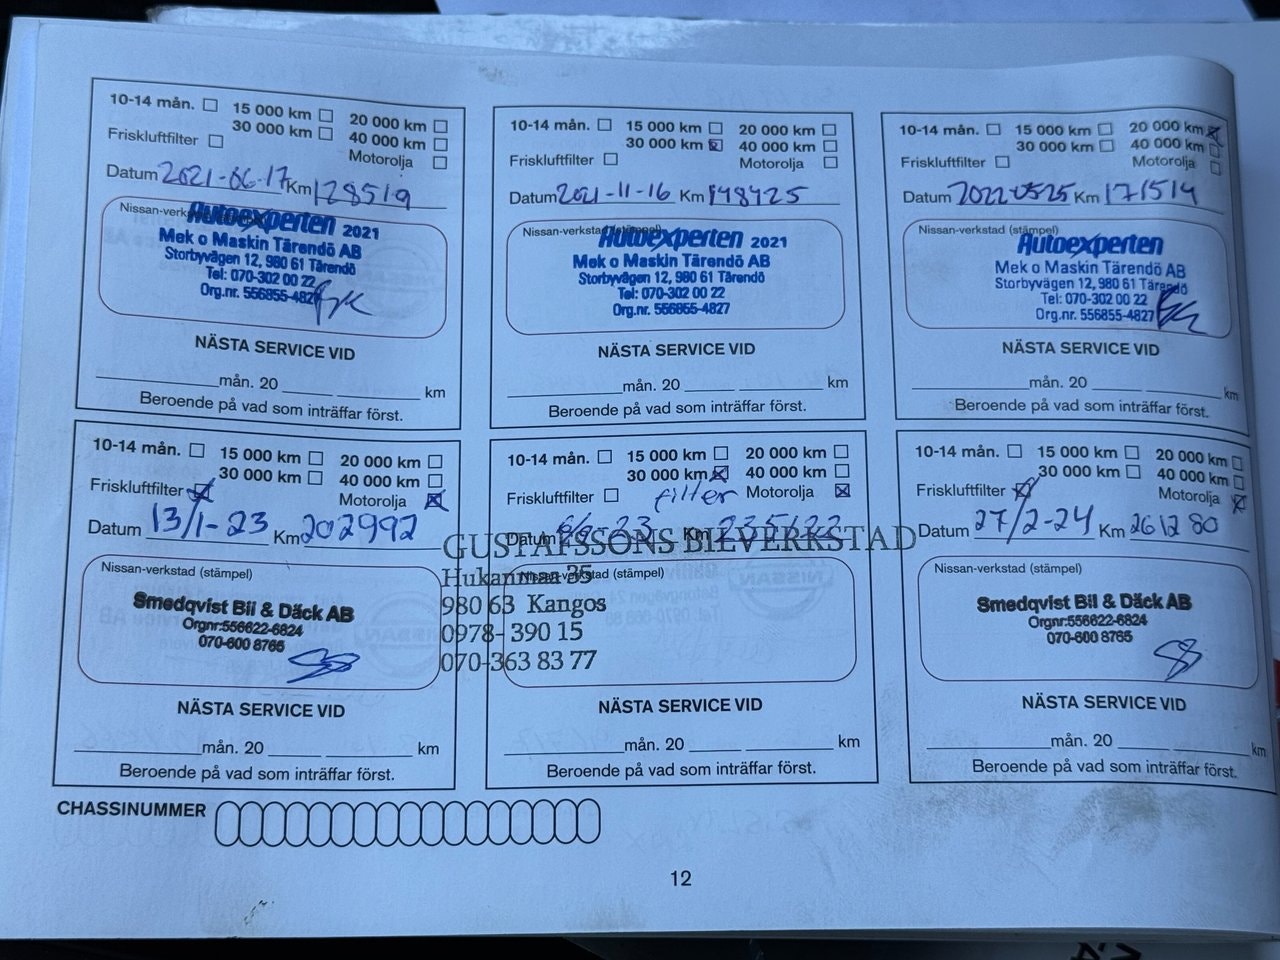 10-14 mån. 15 000 km 20 000 km
30 000 km 40 000 km
Friskluftfilter Motorolja
Datum 2021-06-17 Km 128519
Nissan-verkstad (stämpel)
Autoexperten 2021
Mek o Maskin Tärendö AB
Storbyvägen 12, 980 61 Tärendö
Tel: 070-302 00 22
Org.nr. 556855-4827
NÄSTA SERVICE VID
mån. 20 km
Beroende på vad som inträffar först.
10-14 mån. 15 000 km 20 000 km
30 000 km 40 000 km
Friskluftfilter Motorolja
Datum 2021-11-16 Km 148425
Nissan-verkstad (stämpel)
Autoexperten 2021
Mek o Maskin Tärendö AB
Storbyvägen 12, 980 61 Tärendö
Tel: 070-302 00 22
Org.nr. 556855-4827
NÄSTA SERVICE VID
mån. 20 km
Beroende på vad som inträffar först.
10-14 mån. 15 000 km 20 000 km
30 000 km 40 000 km
Friskluftfilter Motorolja
Datum 20220525 Km 171514
Nissan-verkstad (stämpel)
Autoexperten
Mek o Maskin Tärendö AB
Storbyvägen 12, 980 61 Tärendö
Tel: 070-302 00 22
Org.nr. 556855-4827
NÄSTA SERVICE VID
mån. 20 km
Beroende på vad som inträffar först.
10-14 mån. 15 000 km 20 000 km
30 000 km 40 000 km
Friskluftfilter Motorolja
Datum 13/1-23 Km 202992
Nissan-verkstad (stämpel)
Smedqvist Bil & Däck AB
Orgnr:556622-6824
070-600 8765
NÄSTA SERVICE VID
mån. 20 km
Beroende på vad som inträffar först.
10-14 mån. 15 000 km 20 000 km
30 000 km 40 000 km
Friskluftfilter filter Motorolja
Datum Km
GUSTAFSSONS BILVERKSTAD
Nissan-verkstad (stämpel)
Hukanmaa 35
980 63 Kangos
0978- 390 15
070-363 83 77
NÄSTA SERVICE VID
mån. 20 km
Beroende på vad som inträffar först.
10-14 mån. 15 000 km 20 000 km
30 000 km 40 000 km
Friskluftfilter Motorolja
Datum 27/2-24 Km 261280
Nissan-verkstad (stämpel)
Smedqvist Bil & Däck AB
Orgnr:556622-6824
070-600 8765
NÄSTA SERVICE VID
mån. 20 km
Beroende på vad som inträffar först.
CHASSINUMMER
12